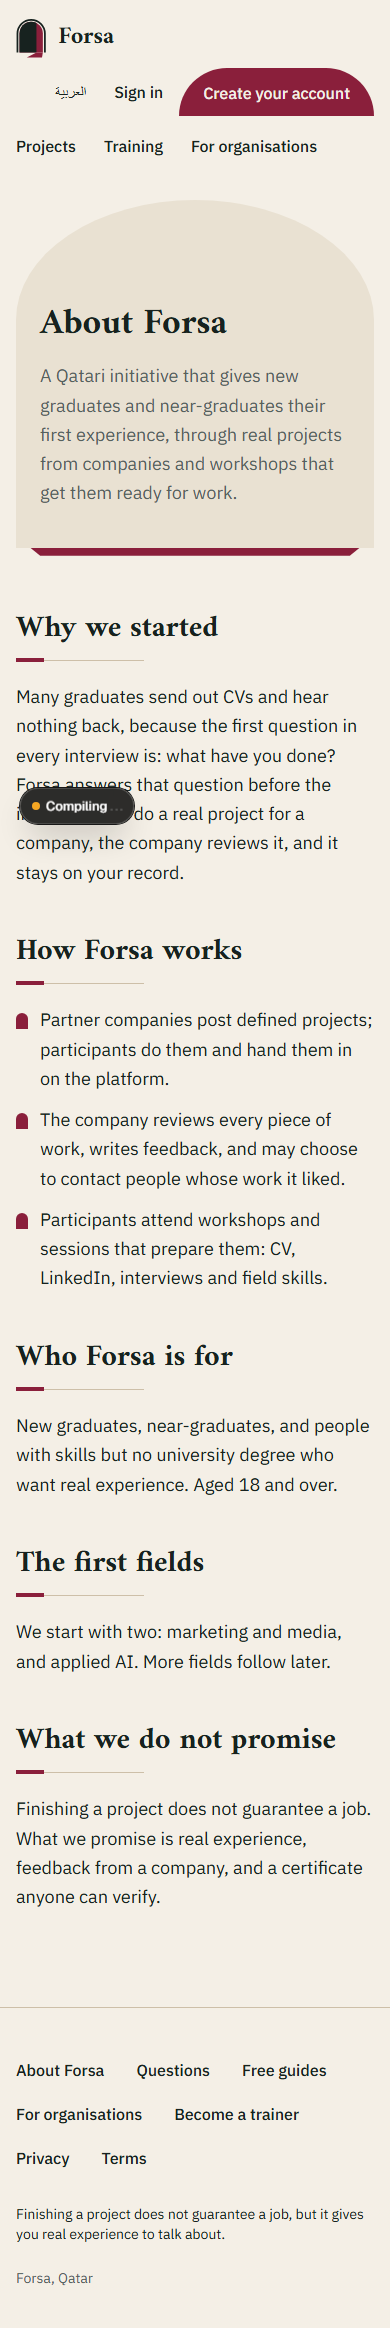 Forsa
العربية
Sign in
Create your account
Projects
Training
For organisations
About Forsa
A Qatari initiative that gives new
graduates and near-graduates their
first experience, through real projects
from companies and workshops that
get them ready for work.
Why we started
Many graduates send out CVs and hear
nothing back, because the first question in
every interview is: what have you done?
Forsa answers that question before the
Compiling...
do a real project for a
company, the company reviews it, and it
stays on your record.
How Forsa works
Partner companies post defined projects;
participants do them and hand them in
on the platform.
The company reviews every piece of
work, writes feedback, and may choose
to contact people whose work it liked.
Participants attend workshops and
sessions that prepare them: CV,
LinkedIn, interviews and field skills.
Who Forsa is for
New graduates, near-graduates, and people
with skills but no university degree who
want real experience. Aged 18 and over.
The first fields
We start with two: marketing and media,
and applied AI. More fields follow later.
What we do not promise
Finishing a project does not guarantee a job.
What we promise is real experience,
feedback from a company, and a certificate
anyone can verify.
About Forsa
Questions
Free guides
For organisations
Become a trainer
Privacy
Terms
Finishing a project does not guarantee a job, but it gives
you real experience to talk about.
Forsa, Qatar